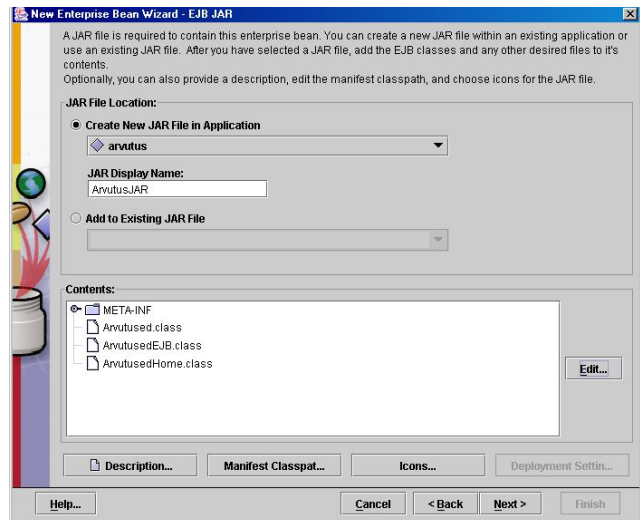 New Enterprise Bean Wizard - EJB JAR
A JAR file is required to contain this enterprise bean. You can create a new JAR file within an existing application or
use an existing JAR file. After you have selected a JAR file, add the EJB classes and any other desired files to it's
contents.
Optionally, you can also provide a description, edit the manifest classpath, and choose icons for the JAR file.
JAR File Location:
Create New JAR File in Application
arvutus
JAR Display Name:
ArvutusJAR
Add to Existing JAR File
Contents:
META-INF
Arvutused.class
ArvutusedEJB.class
ArvutusedHome.class
Edit...
Description...
Manifest Classpat...
Icons...
Deployment Settin...
Help...
Cancel
< Back
Next >
Finish